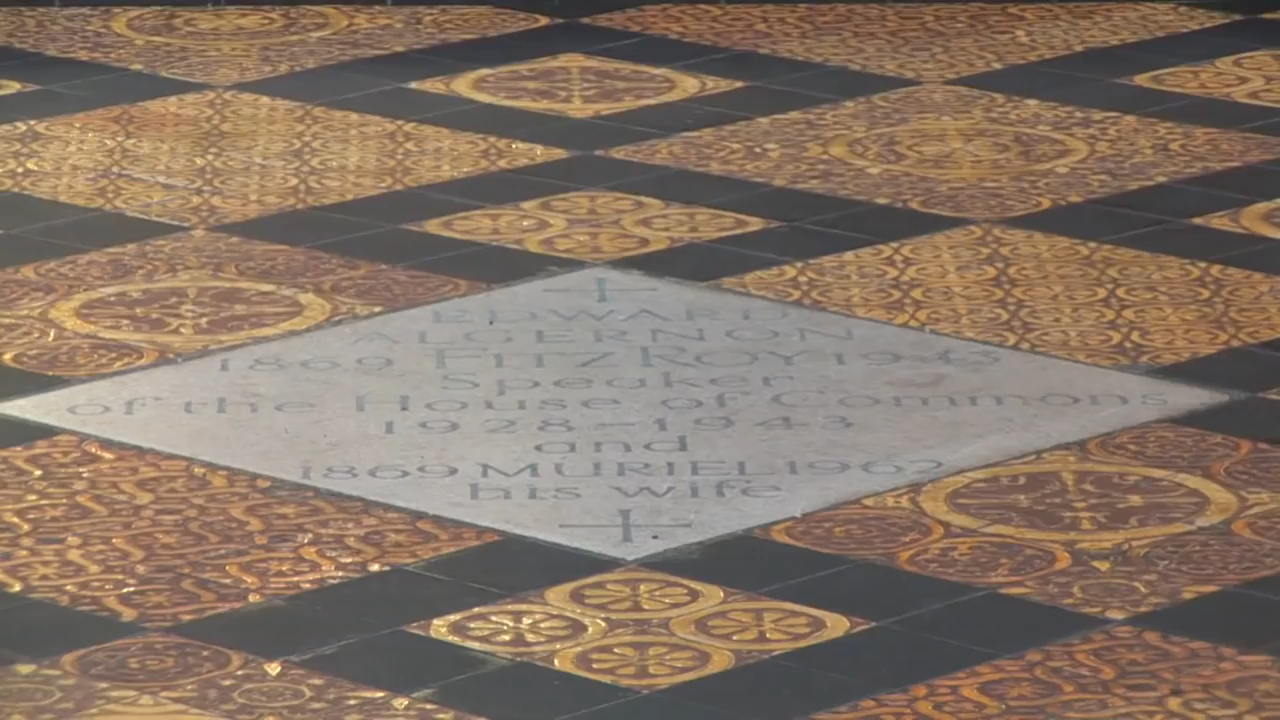 EDWARD
ALGERNON
1869 FITZROY 1943
Speaker
of the House of Commons
1928-1943
and
1869 MURIEL 1962
his wife